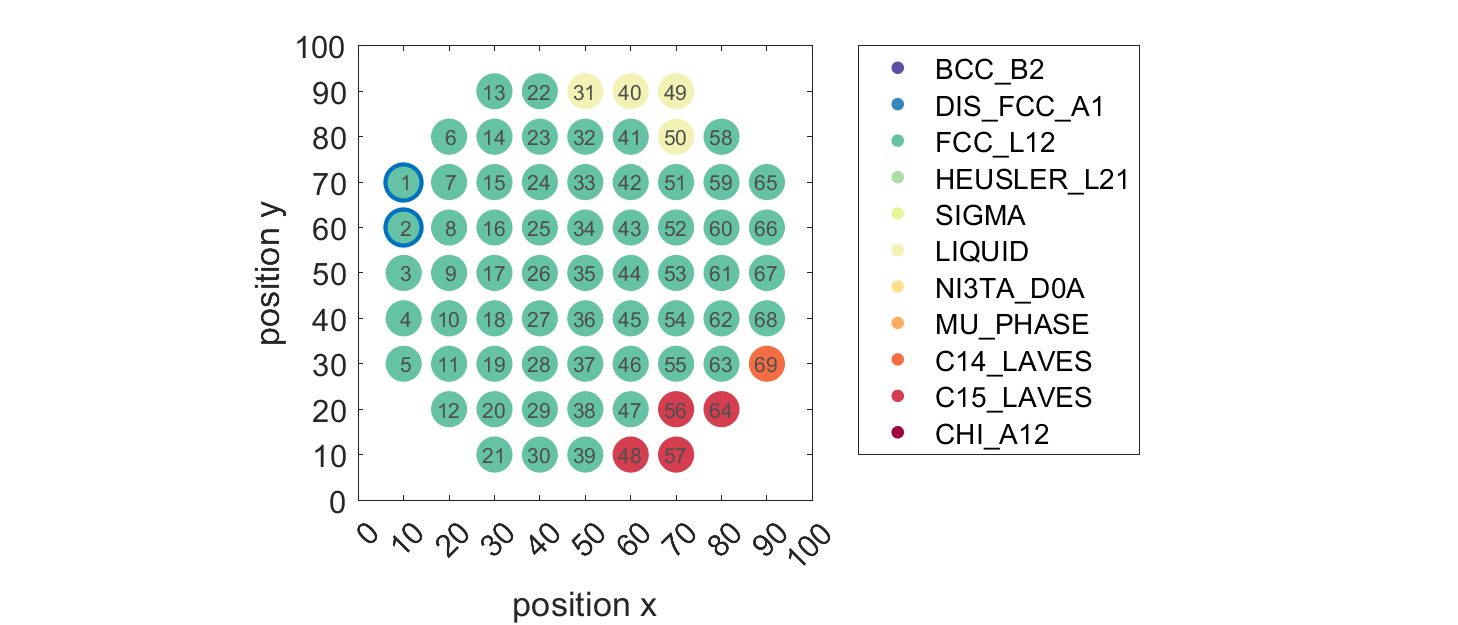 100
90
80
70
60
50
40
30
20
10
0
position y
13 22 31 40 49
6 14 23 32 41 50 58
1 7 15 24 33 42 51 59 65
2 8 16 25 34 43 52 60 66
3 9 17 26 35 44 53 61 67
4 10 18 27 36 45 54 62 68
5 11 19 28 37 46 55 63 69
12 20 29 38 47 56 64
21 30 39 48 57
0 10 20 30 40 50 60 70 80 90 100
position x
BCC_B2
DIS_FCC_A1
FCC_L12
HEUSLER_L21
SIGMA
LIQUID
NI3TA_D0A
MU_PHASE
C14_LAVES
C15_LAVES
CHI_A12